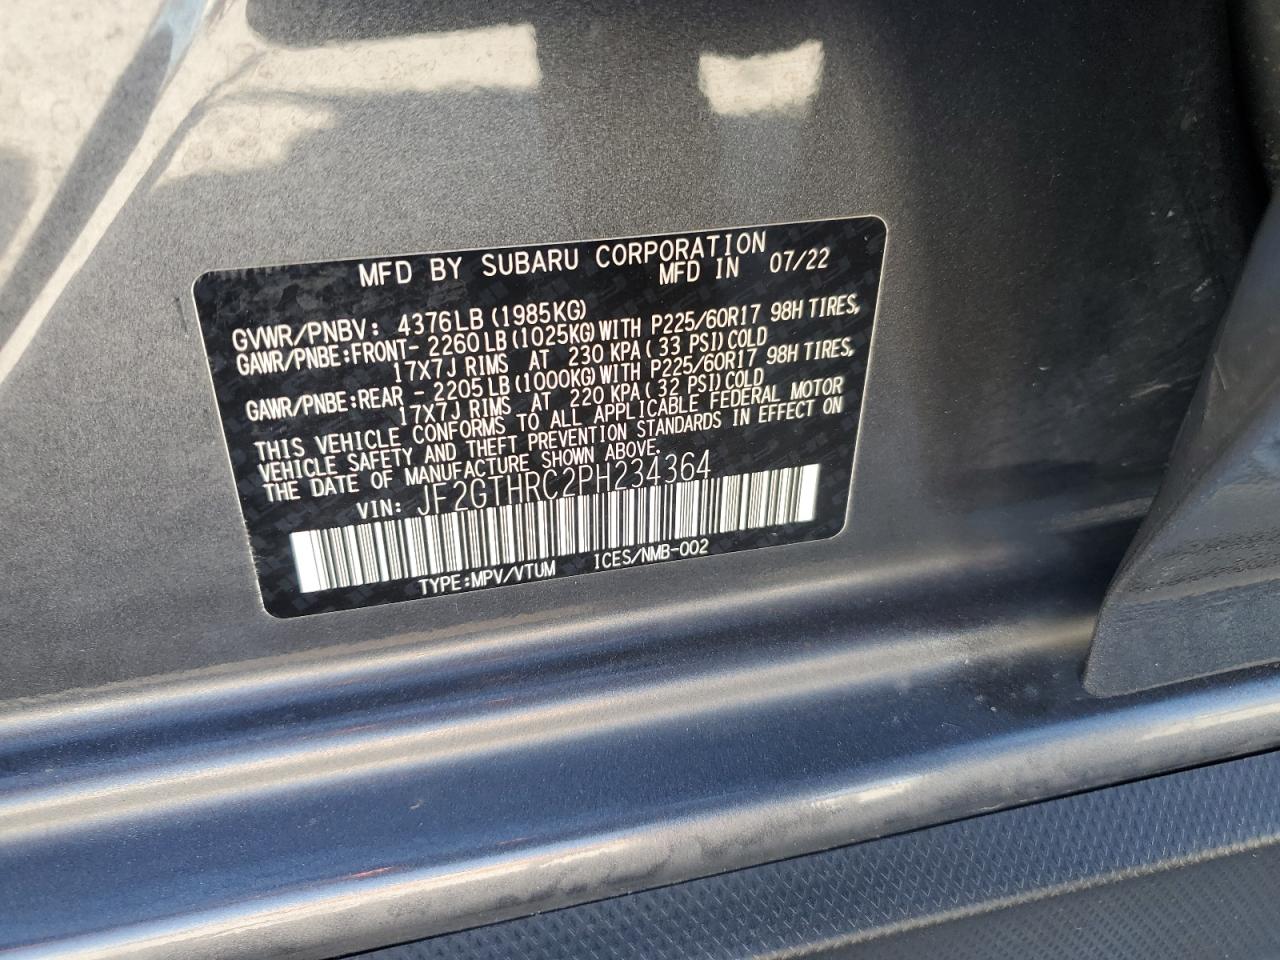 MFD BY SUBARU CORPORATION
MFD IN 07/22
GVWR/PNBV: 4376LB(1985KG)
GAWR/PNBE:FRONT- 2260LB(1025KG)WITH P225/60R17 98H TIRES,
17X7J RIMS AT 230 KPA(33 PSI)COLD
GAWR/PNBE:REAR - 2205LB(1000KG)WITH P225/60R17 98H TIRES,
17X7J RIMS AT 220 KPA(32 PSI)COLD
THIS VEHICLE CONFORMS TO ALL APPLICABLE FEDERAL MOTOR
VEHICLE SAFETY AND THEFT PREVENTION STANDARDS IN EFFECT ON
THE DATE OF MANUFACTURE SHOWN ABOVE.
VIN: JF2GTHRC2PH234364
TYPE:MPV/VTUM ICES/NMB-002